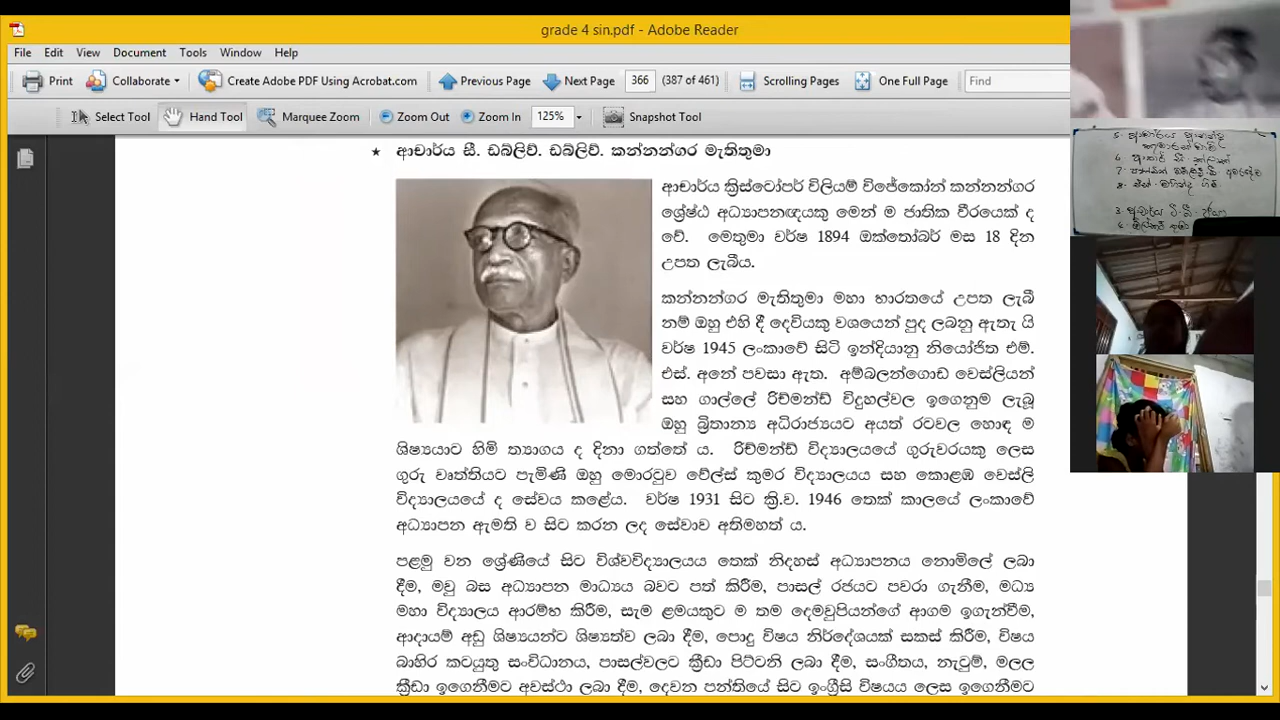 grade 4 sin.pdf - Adobe Reader
File Edit View Document Tools Window Help
Print Collaborate Create Adobe PDF Using Acrobat.com Previous Page Next Page 366 (387 of 461) Scrolling Pages One Full Page Find
Select Tool Hand Tool Marquee Zoom Zoom Out Zoom In 125% Snapshot Tool
★ ආචාර්ය සී. ඩබ්ලිව්. ඩබ්ලිව්. කන්නන්ගර මැතිතුමා
ආචාර්ය ක්‍රිස්ටෝපර් විලියම් විජේකෝන් කන්නන්ගර
ශ්‍රේෂ්ඨ අධ්‍යාපනඥයකු මෙන් ම ජාතික වීරයෙක් ද
වේ. මෙතුමා වර්ෂ 1894 ඔක්තෝබර් මස 18 දින
උපත ලැබීය.
කන්නන්ගර මැතිතුමා මහා භාරතයේ උපත ලැබී
නම් ඔහු එහි දී දෙවියකු වශයෙන් පුද ලබනු ඇතැ යි
වර්ෂ 1945 ලංකාවේ සිටි ඉන්දියානු නියෝජිත එම්.
එස්. අනේ පවසා ඇත. අම්බලන්ගොඩ වෙස්ලියන්
සහ ගාල්ලේ රිච්මන්ඩ් විදුහල්වල ඉගෙනුම ලැබූ
ඔහු බ්‍රිතාන්‍ය අධිරාජ්‍යයට අයත් රටවල හොඳ ම
ශිෂ්‍යයාට හිමි ත්‍යාගය ද දිනා ගත්තේ ය. රිච්මන්ඩ් විද්‍යාලයයේ ගුරුවරයකු ලෙස
ගුරු වෘත්තියට පැමිණි ඔහු මොරටුව වේල්ස් කුමර විද්‍යාලයය සහ කොළඹ වෙස්ලි
විද්‍යාලයයේ ද සේවය කළේය. වර්ෂ 1931 සිට ක්‍රි.ව. 1946 තෙක් කාලයේ ලංකාවේ
අධ්‍යාපන ඇමති ව සිට කරන ලද සේවාව අතිමහත් ය.
පළමු වන ශ්‍රේණියේ සිට විශ්වවිද්‍යාලයය තෙක් නිදහස් අධ්‍යාපනය නොමිලේ ලබා
දීම, මවු බස අධ්‍යාපන මාධ්‍යය බවට පත් කිරීම, පාසල් රජයට පවරා ගැනීම, මධ්‍ය
මහා විද්‍යාලය ආරම්භ කිරීම, සැම ළමයකුට ම තම දෙමවුපියන්ගේ ආගම ඉගැන්වීම,
ආදායම් අඩු ශිෂ්‍යයන්ට ශිෂ්‍යත්ව ලබා දීම, පොදු විෂය නිර්දේශයක් සකස් කිරීම, විෂය
බාහිර කටයුතු සංවිධානය, පාසල්වලට ක්‍රීඩා පිට්ටනි ලබා දීම, සංගීතය, නැටුම්, මලල
ක්‍රීඩා ඉගෙනීමට අවස්ථා ලබා දීම, දෙවන පන්තියේ සිට ඉංග්‍රීසි විෂයය ලෙස ඉගෙනීමට